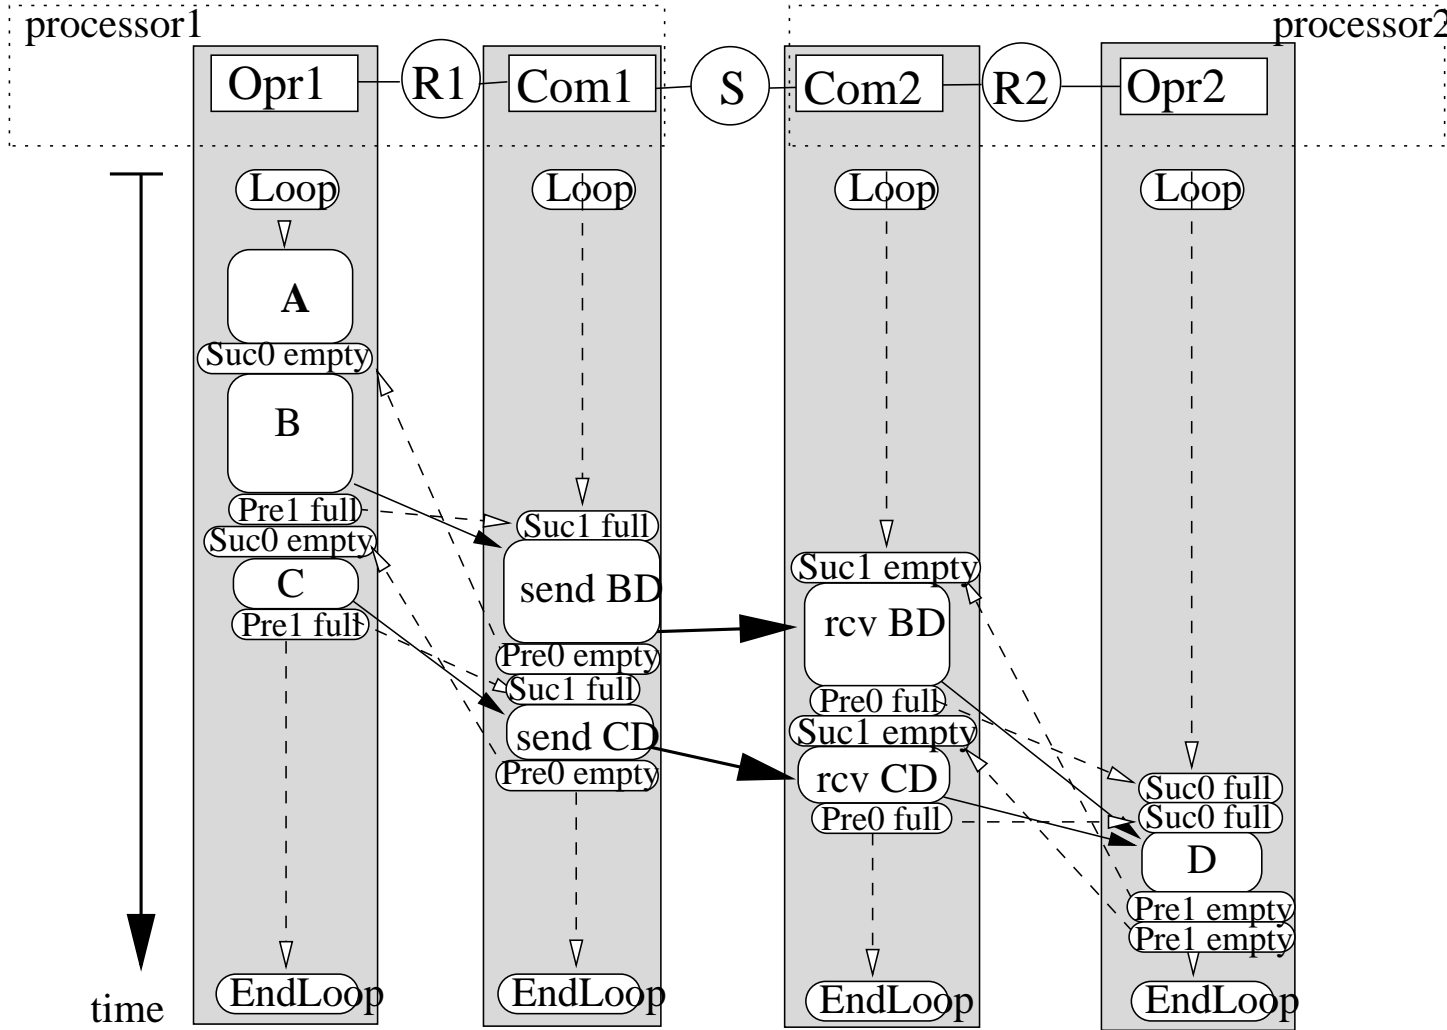 processor1
processor2
Opr1
R1
Com1
S
Com2
R2
Opr2
Loop
Loop
Loop
Loop
A
Suc0 empty
B
Pre1 full
Suc0 empty
C
Pre1 full
EndLoop
Suc1 full
send BD
Pre0 empty
Suc1 full
send CD
Pre0 empty
EndLoop
Suc1 empty
rcv BD
Pre0 full
Suc1 empty
rcv CD
Pre0 full
EndLoop
Suc0 full
Suc0 full
D
Pre1 empty
Pre1 empty
EndLoop
time